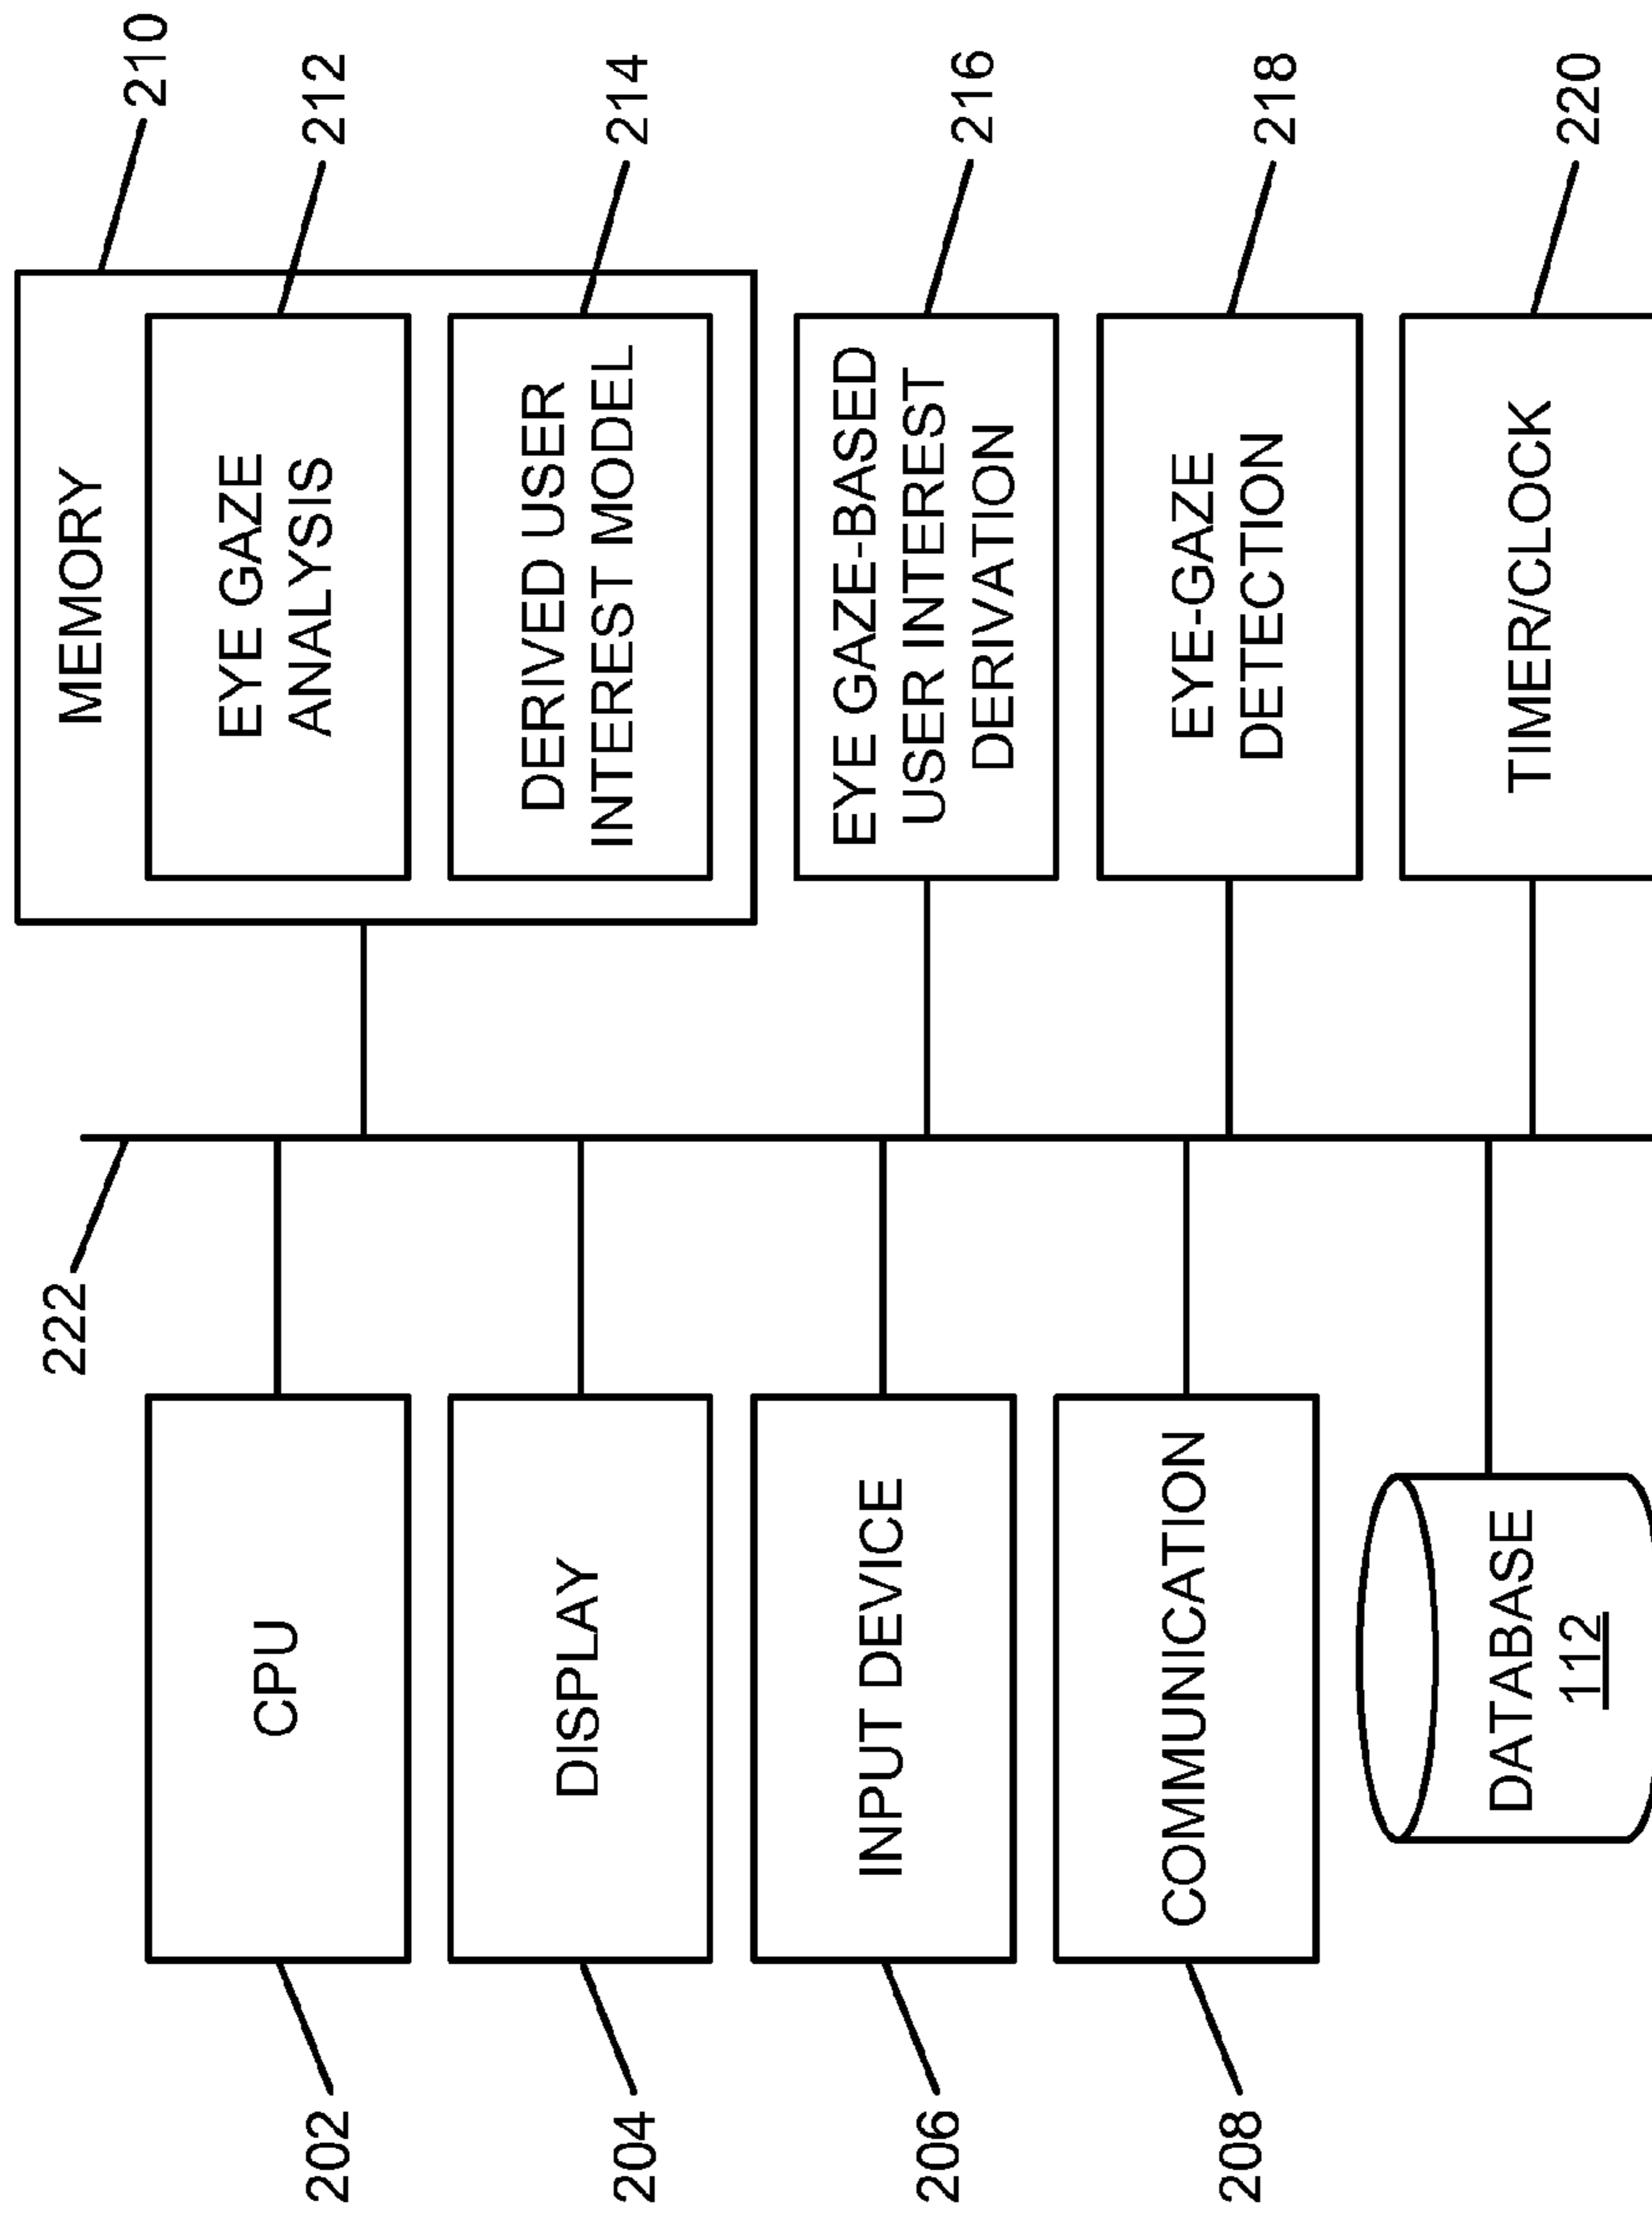 222
210
MEMORY
212
EYE GAZE
ANALYSIS
214
DERIVED USER
INTEREST MODEL
216
EYE GAZE-BASED
USER INTEREST
DERIVATION
218
EYE-GAZE
DETECTION
220
TIMER/CLOCK
202
CPU
204
DISPLAY
206
INPUT DEVICE
208
COMMUNICATION
DATABASE
112